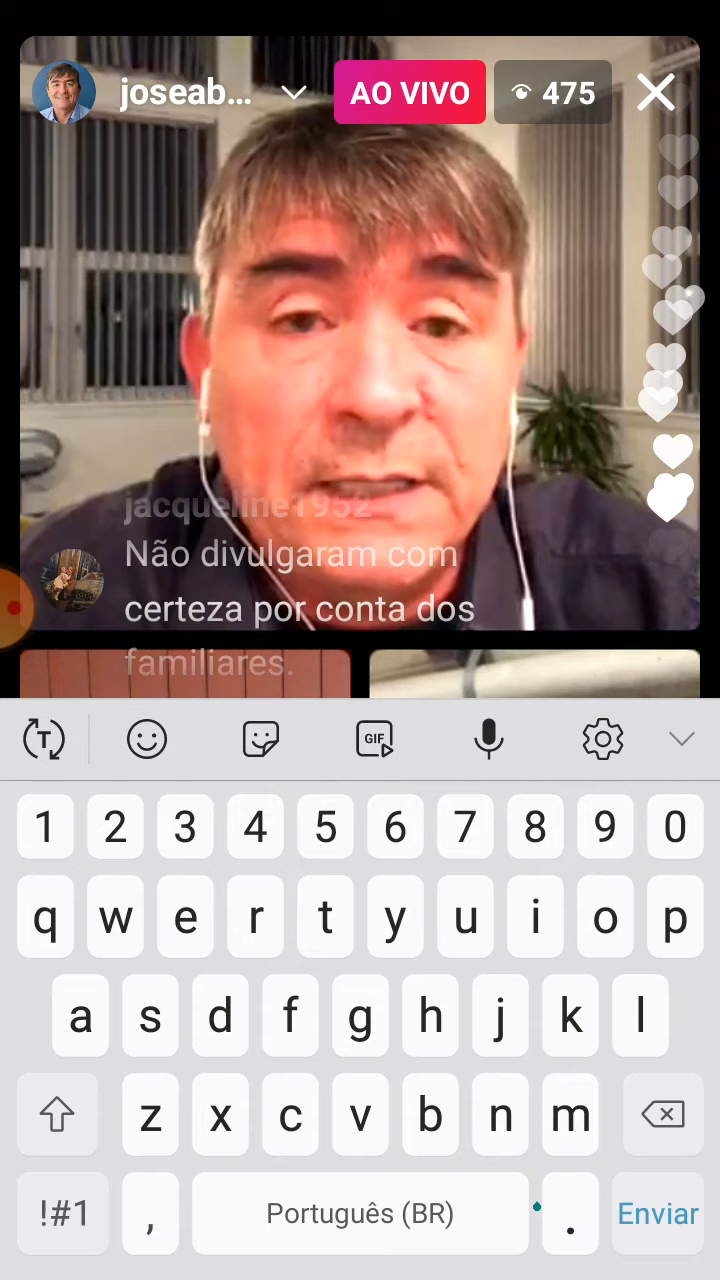 joseab...
AO VIVO
475
jacqueline1952
Não divulgaram com
certeza por conta dos
familiares.
T
GIF
1 2 3 4 5 6 7 8 9 0
q w e r t y u i o p
a s d f g h j k l
z x c v b n m
!#1 , Português (BR) . Enviar